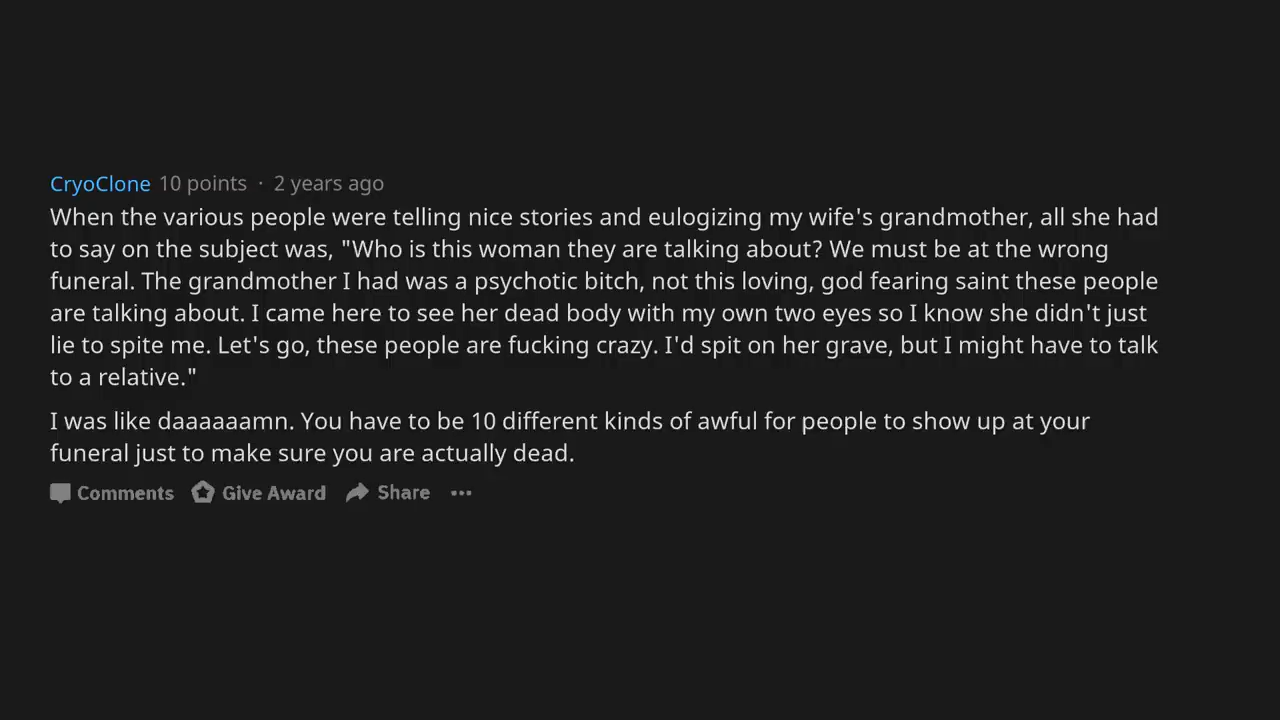 CryoClone 10 points · 2 years ago
When the various people were telling nice stories and eulogizing my wife's grandmother, all she had
to say on the subject was, "Who is this woman they are talking about? We must be at the wrong
funeral. The grandmother I had was a psychotic bitch, not this loving, god fearing saint these people
are talking about. I came here to see her dead body with my own two eyes so I know she didn't just
lie to spite me. Let's go, these people are fucking crazy. I'd spit on her grave, but I might have to talk
to a relative."
I was like daaaaaamn. You have to be 10 different kinds of awful for people to show up at your
funeral just to make sure you are actually dead.
Comments Give Award Share ···